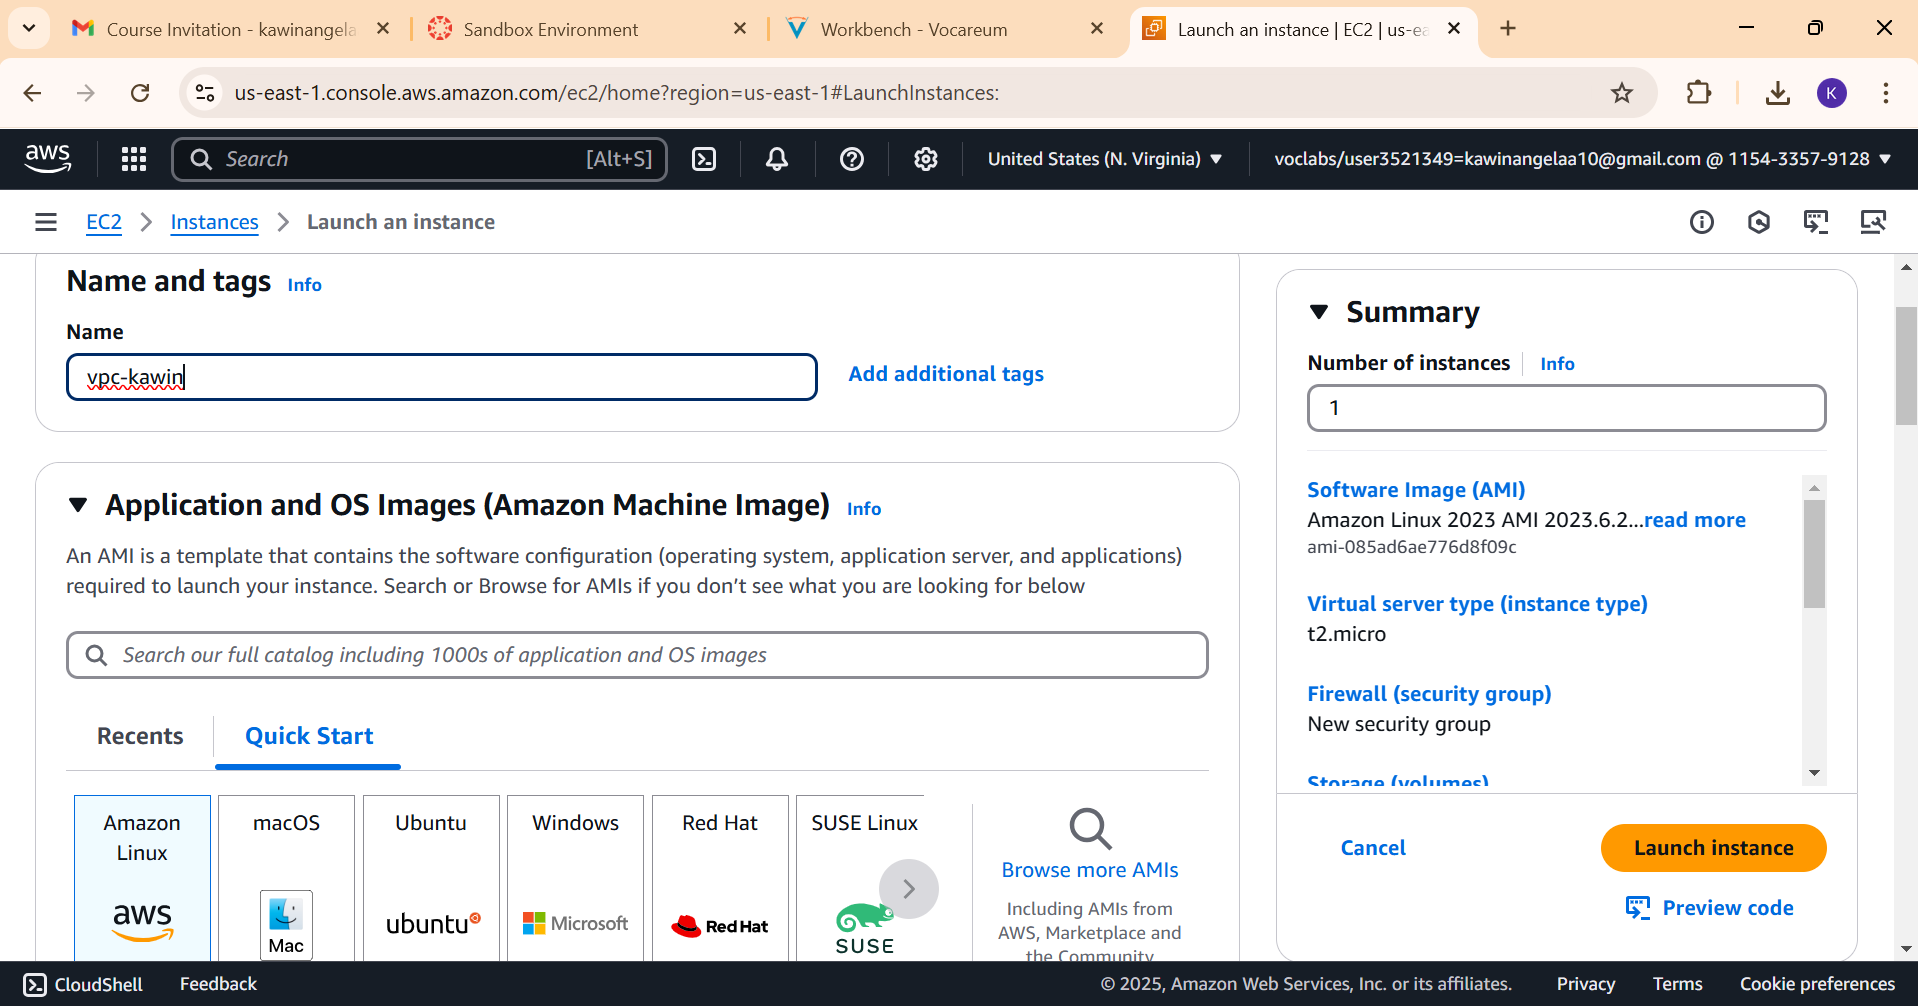 Course Invitation - kawinangela
Sandbox Environment
Workbench - Vocareum
Launch an instance | EC2 | us-ea
us-east-1.console.aws.amazon.com/ec2/home?region=us-east-1#LaunchInstances:
K
aws
Search
[Alt+S]
United States (N. Virginia)
voclabs/user3521349=kawinangelaa10@gmail.com @ 1154-3357-9128
EC2
Instances
Launch an instance
Name and tags Info
Name
vpc-kawin
Add additional tags
Application and OS Images (Amazon Machine Image) Info
An AMI is a template that contains the software configuration (operating system, application server, and applications)
required to launch your instance. Search or Browse for AMIs if you don’t see what you are looking for below
Search our full catalog including 1000s of application and OS images
Recents
Quick Start
Amazon
Linux
aws
macOS
Mac
Ubuntu
ubuntu
Windows
Microsoft
Red Hat
Red Hat
SUSE Linux
SUSE
Browse more AMIs
Including AMIs from
AWS, Marketplace and
the Community
Summary
Number of instances Info
1
Software Image (AMI)
Amazon Linux 2023 AMI 2023.6.2...read more
ami-085ad6ae776d8f09c
Virtual server type (instance type)
t2.micro
Firewall (security group)
New security group
Storage (volumes)
Cancel
Launch instance
Preview code
CloudShell
Feedback
© 2025, Amazon Web Services, Inc. or its affiliates.
Privacy
Terms
Cookie preferences